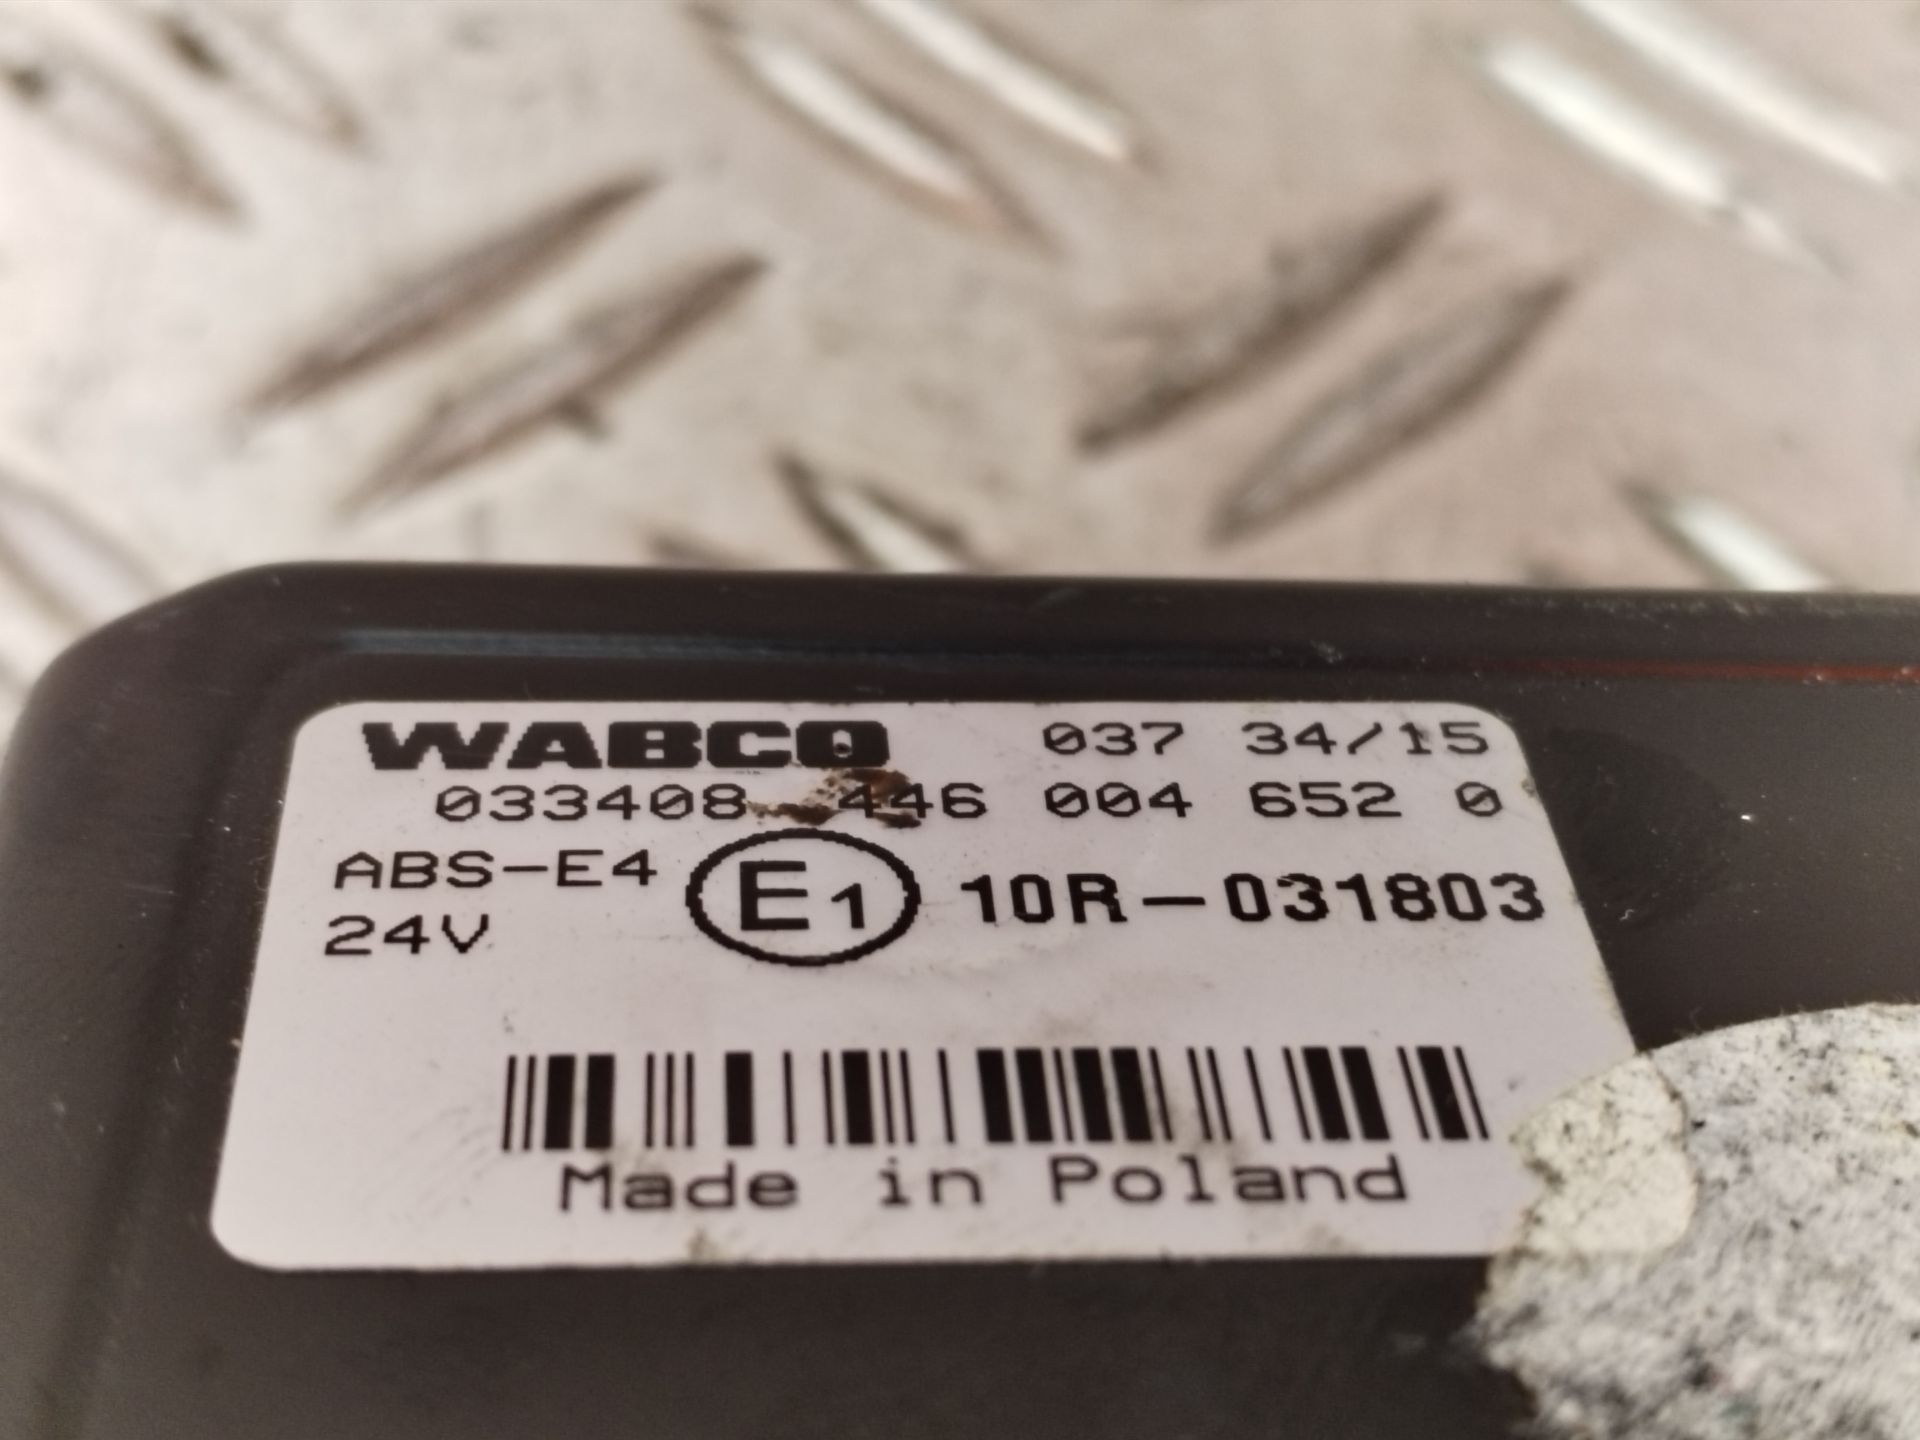 WABCO 037 34/15
033408 446 004 652 0
ABS-E4 E1 10R-031803
24V
Made in Poland